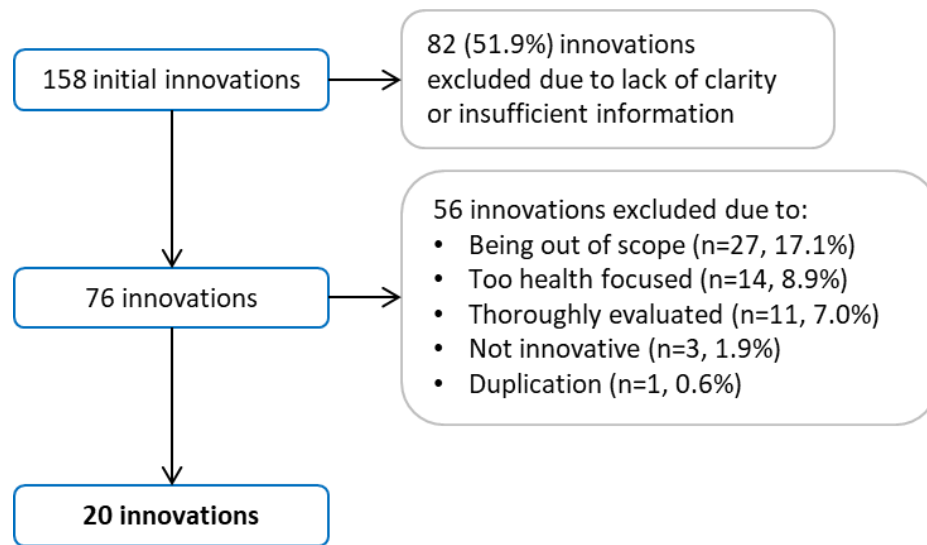 158 initial innovations
82 (51.9%) innovations
excluded due to lack of clarity
or insufficient information
76 innovations
56 innovations excluded due to:
• Being out of scope (n=27, 17.1%)
• Too health focused (n=14, 8.9%)
• Thoroughly evaluated (n=11, 7.0%)
• Not innovative (n=3, 1.9%)
• Duplication (n=1, 0.6%)
20 innovations